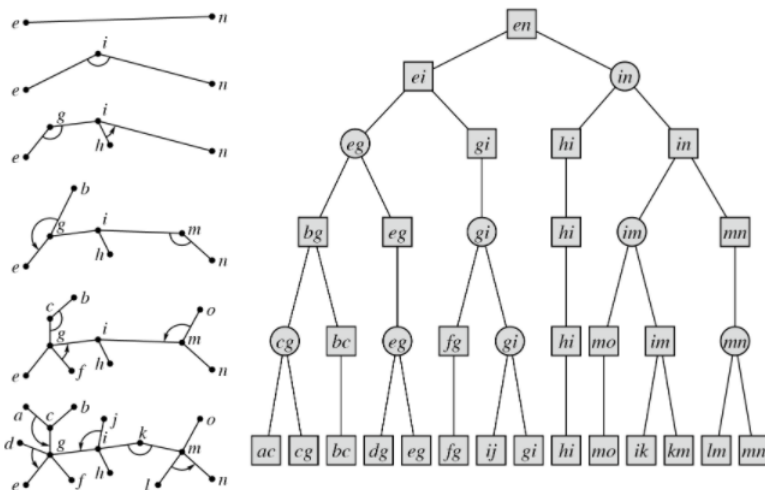 e n
i
e n
g i
e h n
b
g i m
e h n
c b o
g i m
e f h n
a c b j k o
d g i m
e f h l n
en
ei in
eg gi hi in
bg eg gi hi im mn
cg bc eg fg gi hi mo im mn
ac cg bc dg eg fg ij gi hi mo ik km lm mn